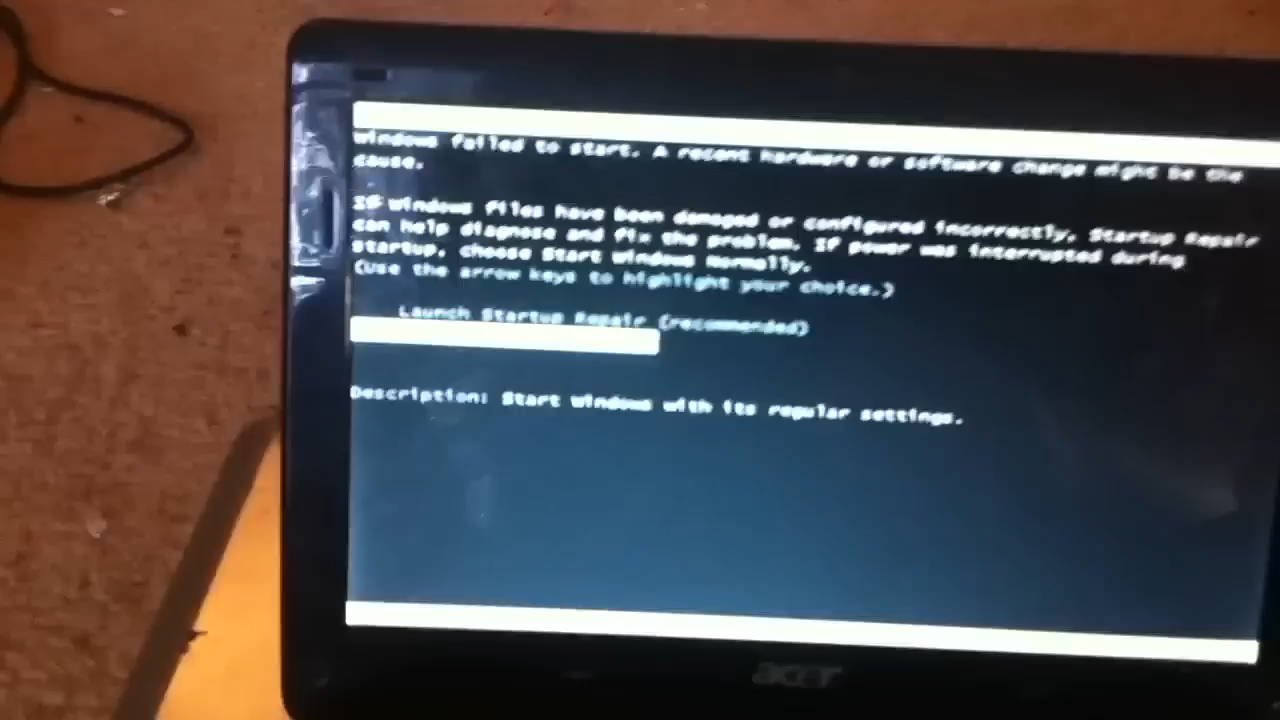 Windows failed to start. A recent hardware or software change might be the
cause.
If Windows files have been damaged or configured incorrectly, Startup Repair
can help diagnose and fix the problem. If power was interrupted during
startup, choose Start Windows Normally.
(Use the arrow keys to highlight your choice.)
Launch Startup Repair (recommended)
Description: Start Windows with its regular settings.
acer